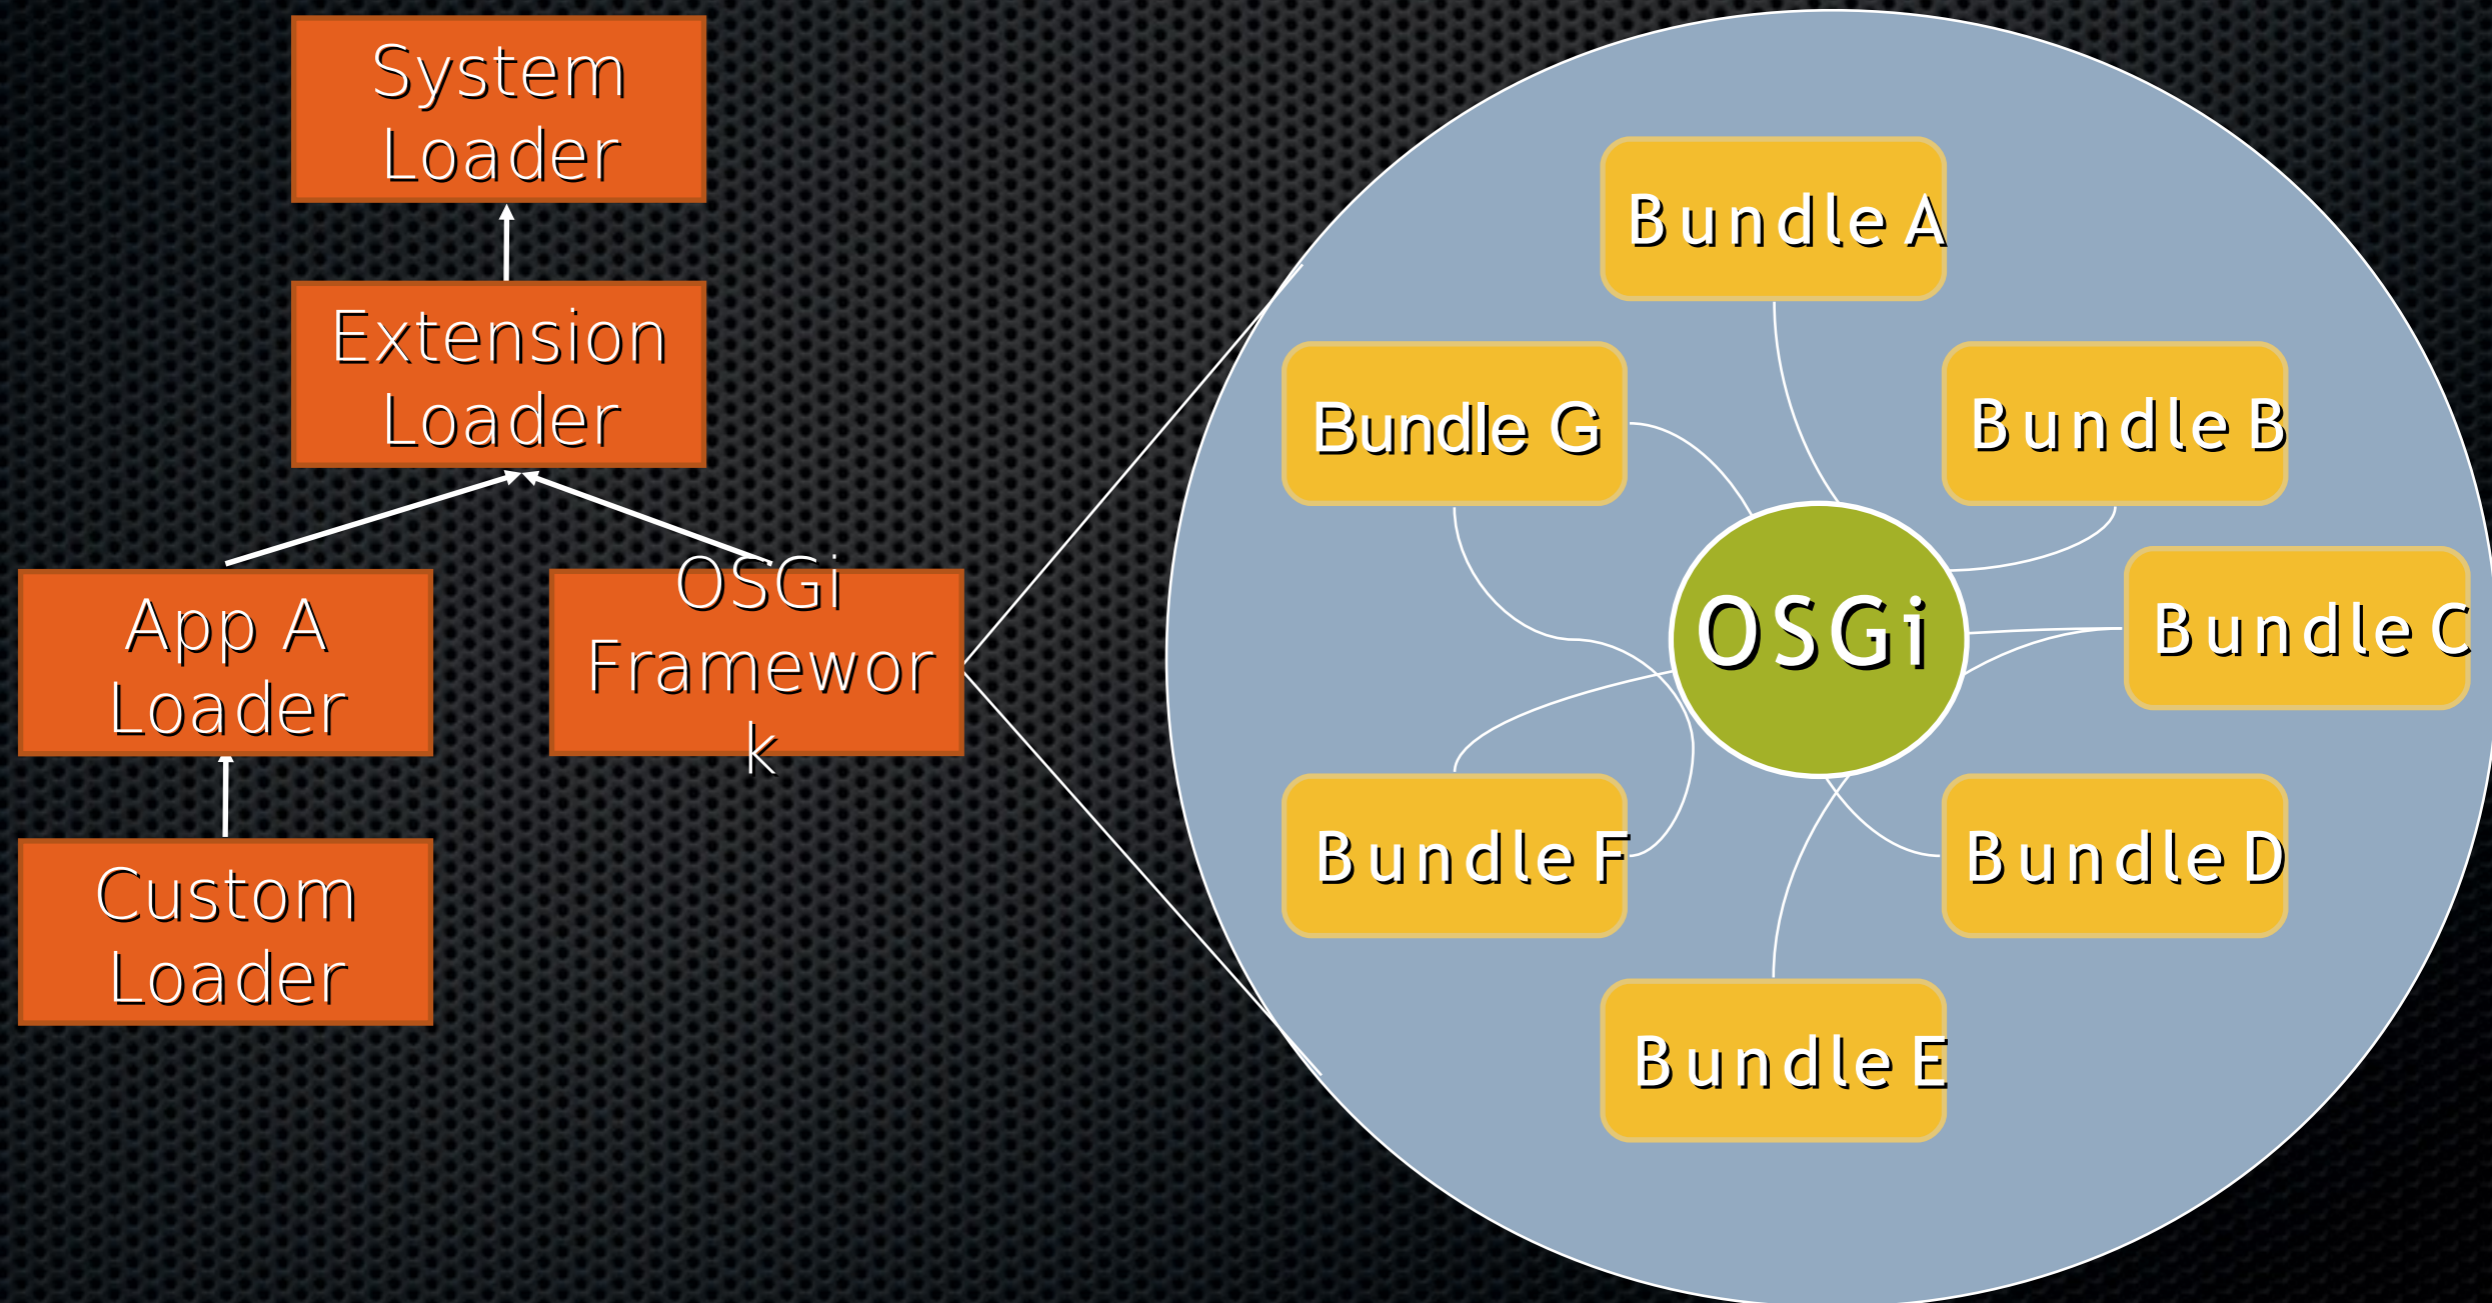 System
Loader
Extension
Loader
App A
Loader
OSGi
Framewor
k
Custom
Loader
Bundle A
Bundle G
Bundle B
OSGi
Bundle C
Bundle F
Bundle D
Bundle E